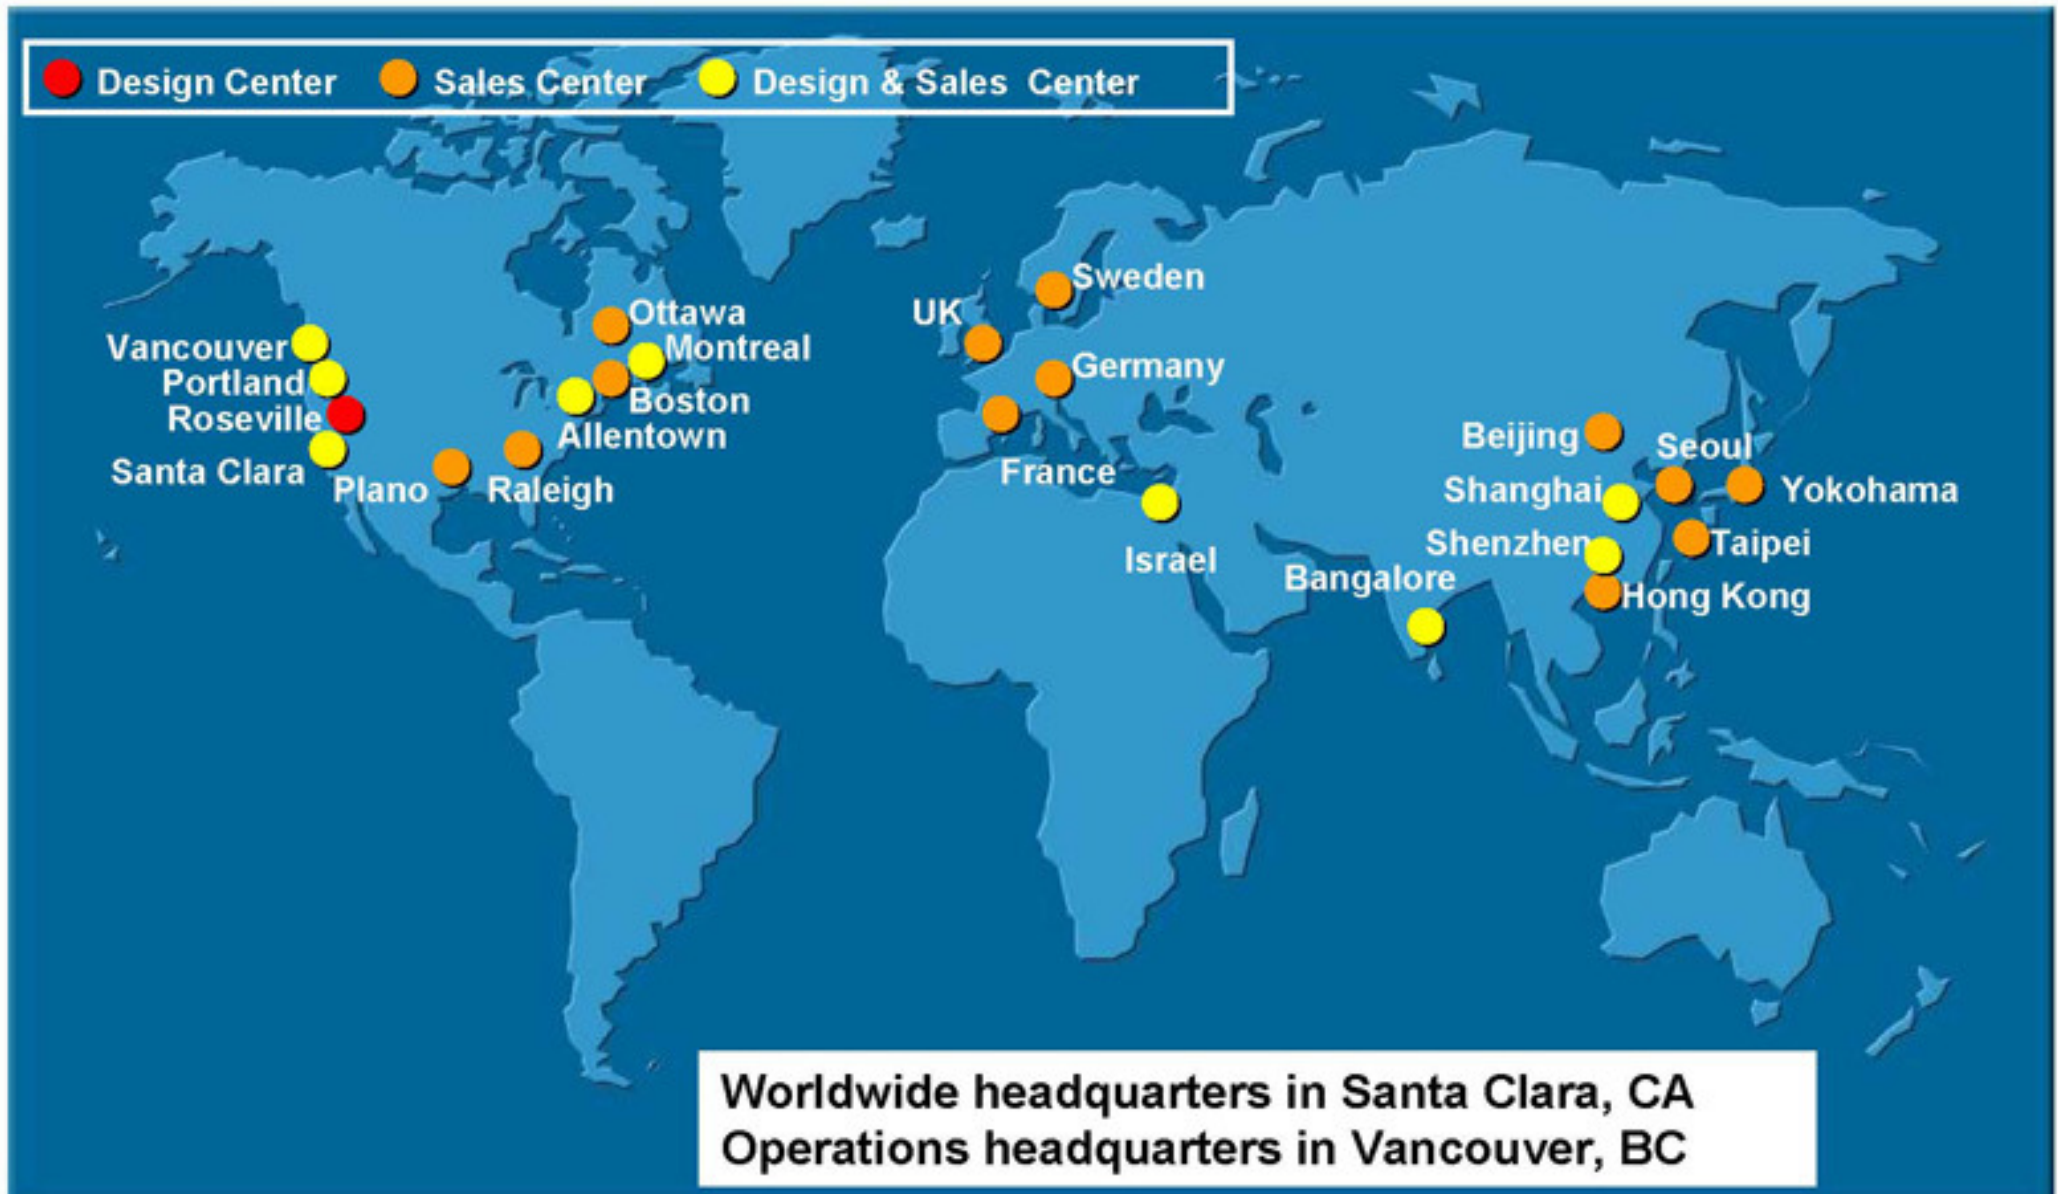 Design Center Sales Center Design & Sales Center
Sweden
UK
Ottawa
Vancouver
Montreal
Portland
Germany
Boston
Roseville
Allentown
Beijing
Seoul
Santa Clara
France
Plano
Raleigh
Shanghai
Yokohama
Shenzhen
Taipei
Israel
Bangalore
Hong Kong
Worldwide headquarters in Santa Clara, CA
Operations headquarters in Vancouver, BC